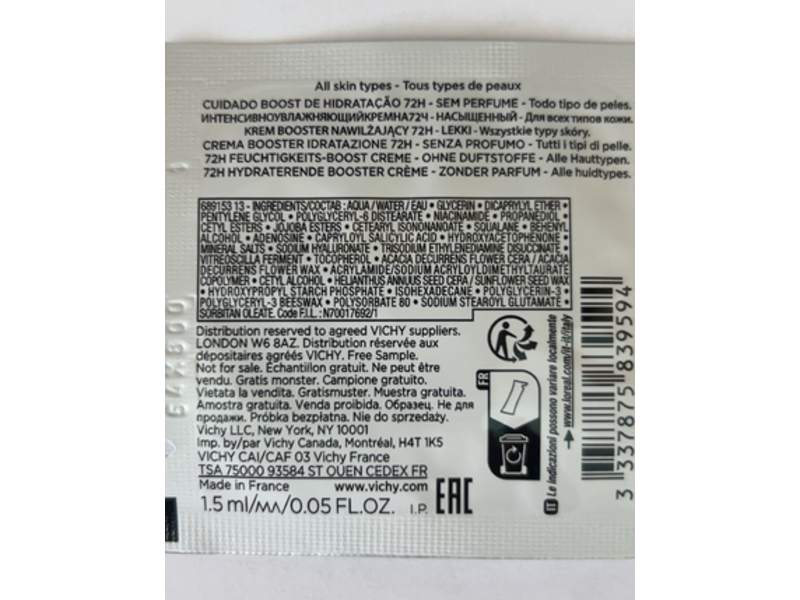 All skin types - Tous types de peaux
CUIDADO BOOST DE HIDRATAÇÃO 72H - SEM PERFUME - Todo tipo de peles.
ИНТЕНСИВНОУВЛАЖНЯЮЩИЙКРЕМНА72Ч - НАСЫЩЕННЫЙ - Для всех типов кожи.
KREM BOOSTER NAWILŻAJĄCY 72H - LEKKI - Wszystkie typy skóry.
CREMA BOOSTER IDRATAZIONE 72H - SENZA PROFUMO - Tutti i tipi di pelle.
72H FEUCHTIGKEITS-BOOST CREME - OHNE DUFTSTOFFE - Alle Hauttypen.
72H HYDRATERENDE BOOSTER CRÈME - ZONDER PARFUM - Alle huidtypes.
689153 13 - INGREDIENTS/СОСТАВ : AQUA / WATER / EAU • GLYCERIN • DICAPRYLYL ETHER •
PENTYLENE GLYCOL • POLYGLYCERYL-6 DISTEARATE • NIACINAMIDE • PROPANEDIOL •
CETYL ESTERS • JOJOBA ESTERS • CETEARYL ISONONANOATE • SQUALANE • BEHENYL
ALCOHOL • ADENOSINE • CAPRYLOYL SALICYLIC ACID • HYDROXYACETOPHENONE •
MINERAL SALTS • SODIUM HYALURONATE • TRISODIUM ETHYLENEDIAMINE DISUCCINATE •
VITREOSCILLA FERMENT • TOCOPHEROL • ACACIA DECURRENS FLOWER CERA / ACACIA
DECURRENS FLOWER WAX • ACRYLAMIDE/SODIUM ACRYLOYLDIMETHYLTAURATE
COPOLYMER • CETYL ALCOHOL • HELIANTHUS ANNUUS SEED CERA / SUNFLOWER SEED WAX
• HYDROXYPROPYL STARCH PHOSPHATE • ISOHEXADECANE • POLYGLYCERIN-3 •
POLYGLYCERYL-3 BEESWAX • POLYSORBATE 80 • SODIUM STEAROYL GLUTAMATE •
SORBITAN OLEATE. Code F.I.L. : N70017692/1
Distribution reserved to agreed VICHY suppliers.
LONDON W6 8AZ. Distribution réservée aux
dépositaires agréés VICHY. Free Sample.
Not for sale. Échantillon gratuit. Ne peut être
vendu. Gratis monster. Campione gratuito.
Vietata la vendita. Gratismuster. Muestra gratuita.
Amostra gratuita. Venda proibida. Образец. Не для
продажи. Próbka bezpłatna. Nie do sprzedaży.
Vichy LLC, New York, NY 10001
Imp. by/par Vichy Canada, Montréal, H4T 1K5
VICHY CAI/CAF 03 Vichy France
TSA 75000 93584 ST OUEN CEDEX FR
Made in France www.vichy.com
1.5 ml/мл/0.05 FL.OZ. I.P. EAC
FR
IT Le indicazioni possono variare localmente
www.loreal.com/it-it/italy
3 337875 839594
64X800